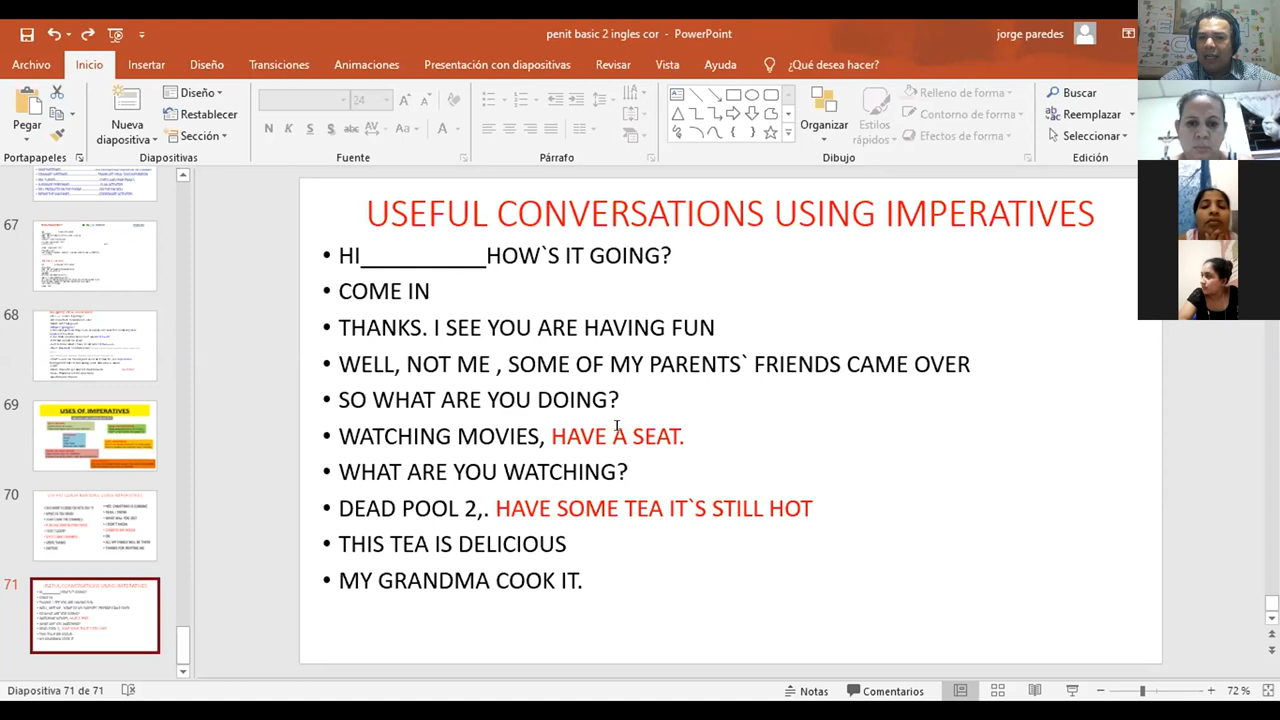 penit basic 2 ingles cor - PowerPoint
jorge paredes
Archivo Inicio Insertar Diseño Transiciones Animaciones Presentación con diapositivas Revisar Vista Ayuda ¿Qué desea hacer?
Pegar
Nueva diapositiva
Diseño
Restablecer
Sección
24
N K S abc AV Aa A
Organizar
Estilos rápidos
Relleno de forma
Contorno de forma
Efectos de forma
Buscar
Reemplazar
Seleccionar
Portapapeles Diapositivas Fuente Párrafo Dibujo Edición
67
68
69
USES OF IMPERATIVES
70
71
USEFUL CONVERSATIONS USING IMPERATIVES
• HI__________HOW`S IT GOING?
• COME IN
• THANKS. I SEE YOU ARE HAVING FUN
• WELL, NOT ME, SOME OF MY PARENTS` FRIENDS CAME OVER
• SO WHAT ARE YOU DOING?
• WATCHING MOVIES, HAVE A SEAT.
• WHAT ARE YOU WATCHING?
• DEAD POOL 2,. HAVE SOME TEA IT`S STILL HOT
• THIS TEA IS DELICIOUS
• MY GRANDMA COOK IT.
Diapositiva 71 de 71
Notas
Comentarios
72 %